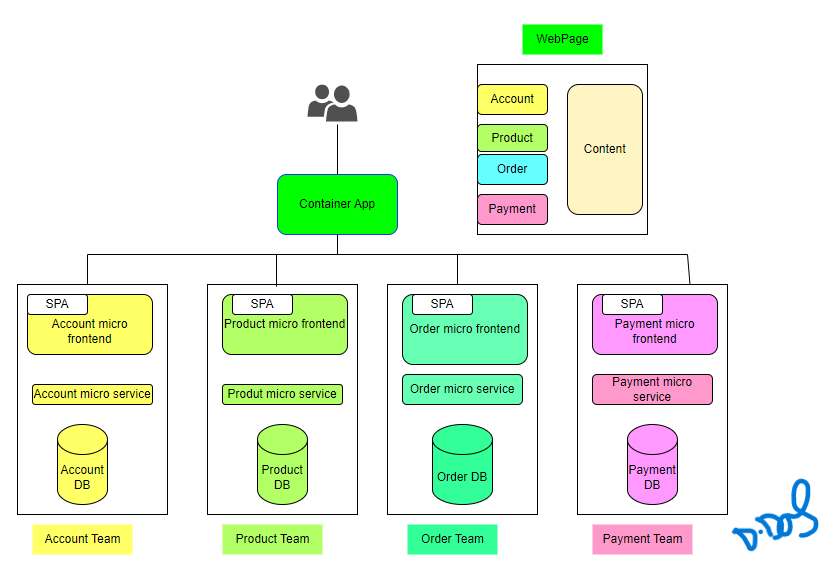 WebPage
Account
Product
Order
Payment
Content
Container App
SPA
Account micro
frontend
Account micro service
Account
DB
Account Team
SPA
Product micro frontend
Produt micro service
Product
DB
Product Team
SPA
Order micro frontend
Order micro service
Order DB
Order Team
SPA
Payment micro
frontend
Payment micro
service
Payment
DB
Payment Team